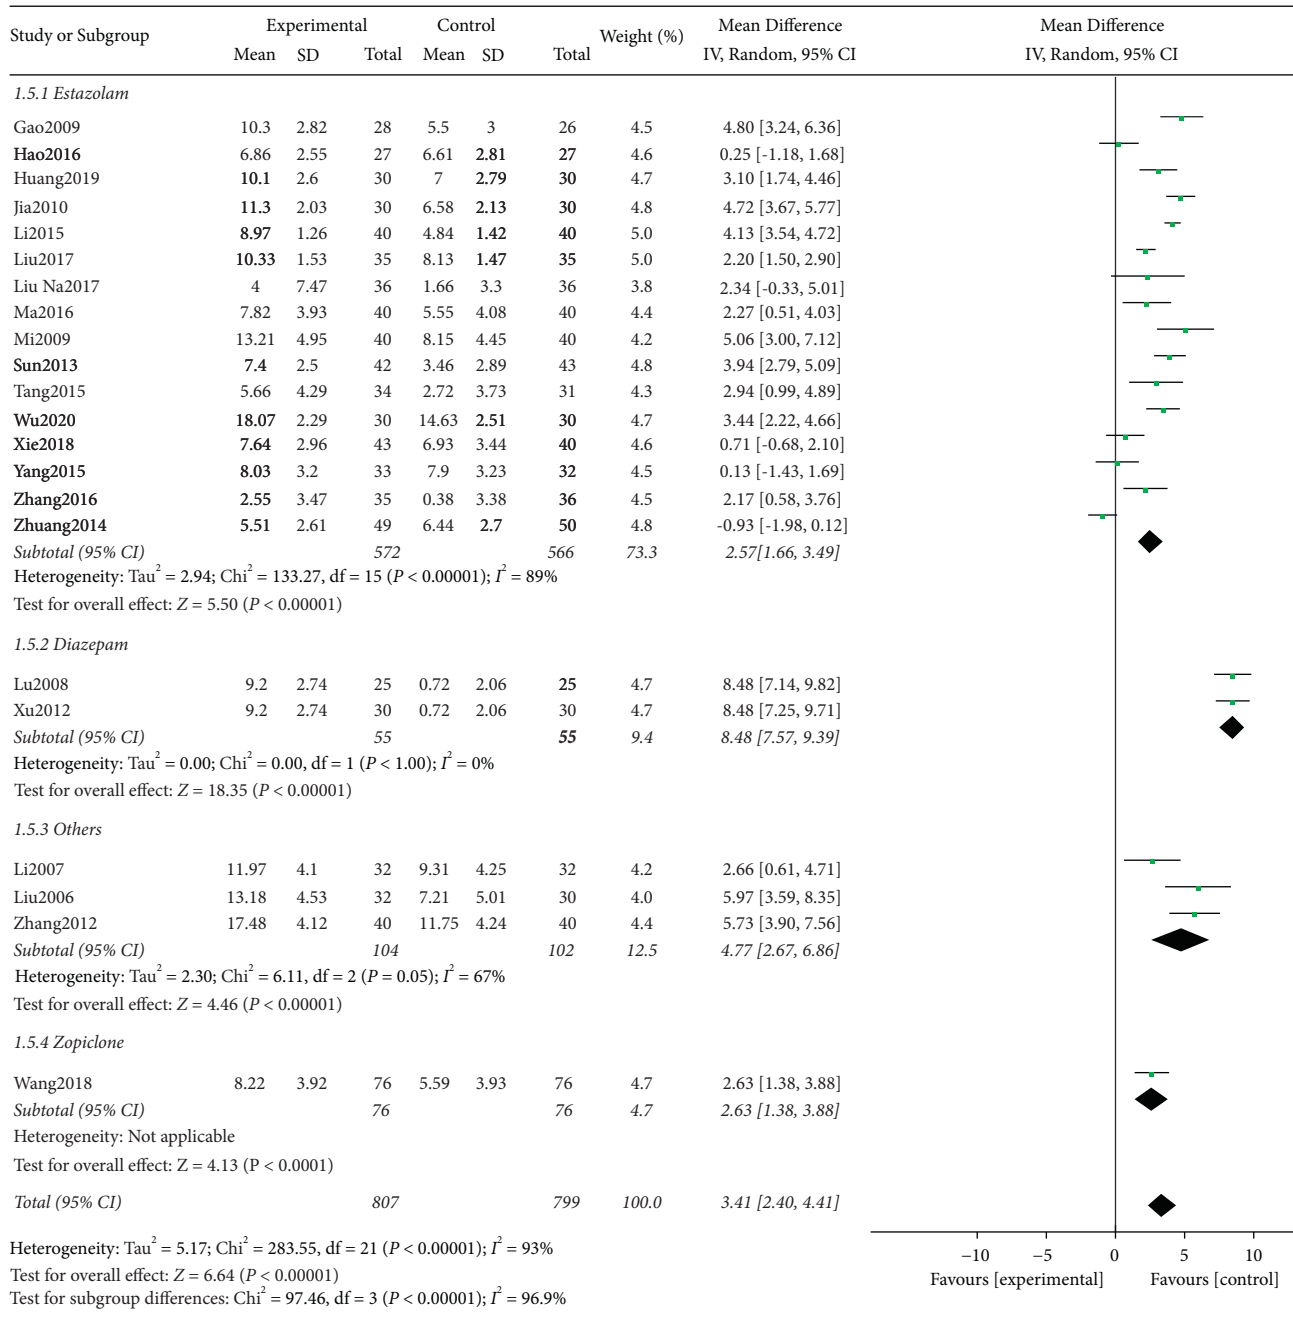 Study or Subgroup Experimental Control Weight (%) Mean Difference Mean Difference
Mean SD Total Mean SD Total IV, Random, 95% CI IV, Random, 95% CI
1.5.1 Estazolam
Gao2009 10.3 2.82 28 5.5 3 26 4.5 4.80 [3.24, 6.36]
Hao2016 6.86 2.55 27 6.61 2.81 27 4.6 0.25 [-1.18, 1.68]
Huang2019 10.1 2.6 30 7 2.79 30 4.7 3.10 [1.74, 4.46]
Jia2010 11.3 2.03 30 6.58 2.13 30 4.8 4.72 [3.67, 5.77]
Li2015 8.97 1.26 40 4.84 1.42 40 5.0 4.13 [3.54, 4.72]
Liu2017 10.33 1.53 35 8.13 1.47 35 5.0 2.20 [1.50, 2.90]
Liu Na2017 4 7.47 36 1.66 3.3 36 3.8 2.34 [-0.33, 5.01]
Ma2016 7.82 3.93 40 5.55 4.08 40 4.4 2.27 [0.51, 4.03]
Mi2009 13.21 4.95 40 8.15 4.45 40 4.2 5.06 [3.00, 7.12]
Sun2013 7.4 2.5 42 3.46 2.89 43 4.8 3.94 [2.79, 5.09]
Tang2015 5.66 4.29 34 2.72 3.73 31 4.3 2.94 [0.99, 4.89]
Wu2020 18.07 2.29 30 14.63 2.51 30 4.7 3.44 [2.22, 4.66]
Xie2018 7.64 2.96 43 6.93 3.44 40 4.6 0.71 [-0.68, 2.10]
Yang2015 8.03 3.2 33 7.9 3.23 32 4.5 0.13 [-1.43, 1.69]
Zhang2016 2.55 3.47 35 0.38 3.38 36 4.5 2.17 [0.58, 3.76]
Zhuang2014 5.51 2.61 49 6.44 2.7 50 4.8 -0.93 [-1.98, 0.12]
Subtotal (95% CI) 572 566 73.3 2.57[1.66, 3.49]
Heterogeneity: Tau² = 2.94; Chi² = 133.27, df = 15 (P < 0.00001); I² = 89%
Test for overall effect: Z = 5.50 (P < 0.00001)
1.5.2 Diazepam
Lu2008 9.2 2.74 25 0.72 2.06 25 4.7 8.48 [7.14, 9.82]
Xu2012 9.2 2.74 30 0.72 2.06 30 4.7 8.48 [7.25, 9.71]
Subtotal (95% CI) 55 55 9.4 8.48 [7.57, 9.39]
Heterogeneity: Tau² = 0.00; Chi² = 0.00, df = 1 (P < 1.00); I² = 0%
Test for overall effect: Z = 18.35 (P < 0.00001)
1.5.3 Others
Li2007 11.97 4.1 32 9.31 4.25 32 4.2 2.66 [0.61, 4.71]
Liu2006 13.18 4.53 32 7.21 5.01 30 4.0 5.97 [3.59, 8.35]
Zhang2012 17.48 4.12 40 11.75 4.24 40 4.4 5.73 [3.90, 7.56]
Subtotal (95% CI) 104 102 12.5 4.77 [2.67, 6.86]
Heterogeneity: Tau² = 2.30; Chi² = 6.11, df = 2 (P = 0.05); I² = 67%
Test for overall effect: Z = 4.46 (P < 0.00001)
1.5.4 Zopiclone
Wang2018 8.22 3.92 76 5.59 3.93 76 4.7 2.63 [1.38, 3.88]
Subtotal (95% CI) 76 76 4.7 2.63 [1.38, 3.88]
Heterogeneity: Not applicable
Test for overall effect: Z = 4.13 (P < 0.0001)
Total (95% CI) 807 799 100.0 3.41 [2.40, 4.41]
Heterogeneity: Tau² = 5.17; Chi² = 283.55, df = 21 (P < 0.00001); I² = 93%
Test for overall effect: Z = 6.64 (P < 0.00001)
Test for subgroup differences: Chi² = 97.46, df = 3 (P < 0.00001); I² = 96.9%
−10 −5 0 5 10
Favours [experimental] Favours [control]